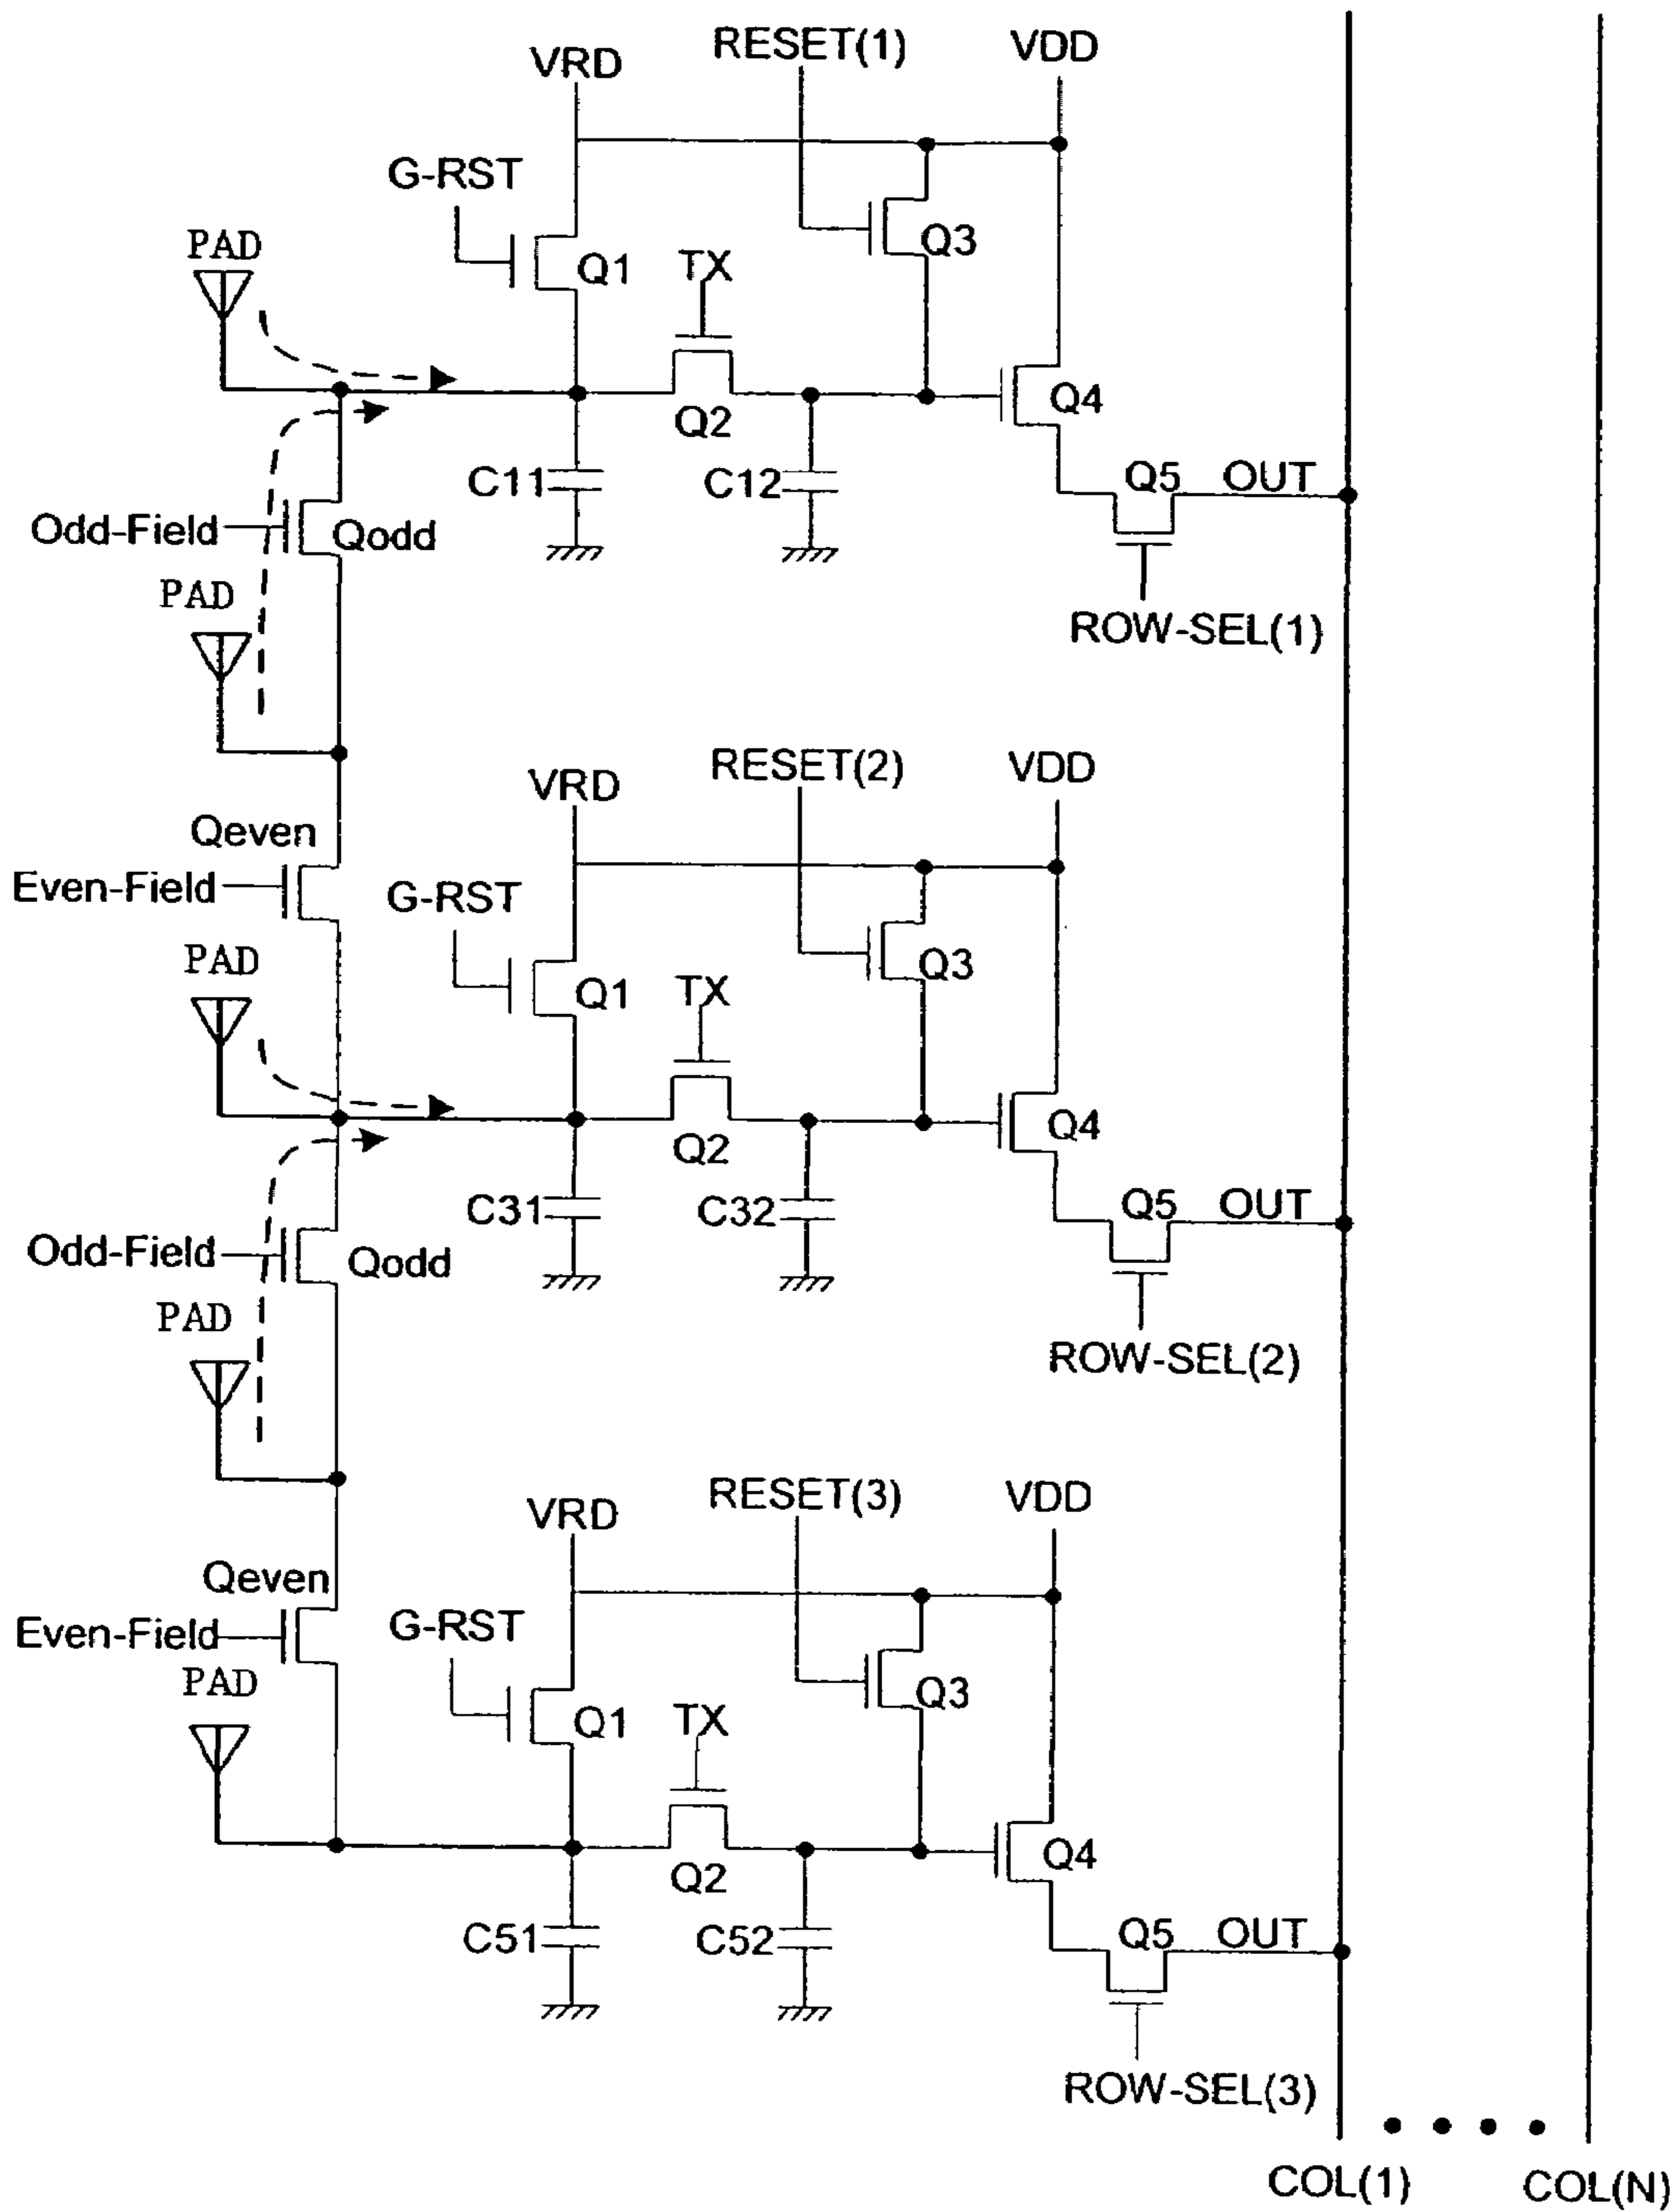 RESET(1)
VRD
VDD
G-RST
PAD
Q1
TX
Q3
Q2
Q4
C11
C12
Q5
OUT
Odd-Field
Qodd
PAD
ROW-SEL(1)
RESET(2)
VRD
VDD
Qeven
Even-Field
G-RST
PAD
Q1
TX
Q3
Q2
Q4
C31
C32
Q5
OUT
Odd-Field
Qodd
PAD
ROW-SEL(2)
RESET(3)
VRD
VDD
Qeven
Even-Field
G-RST
PAD
Q1
TX
Q3
Q2
Q4
C51
C52
Q5
OUT
ROW-SEL(3)
COL(1)
COL(N)